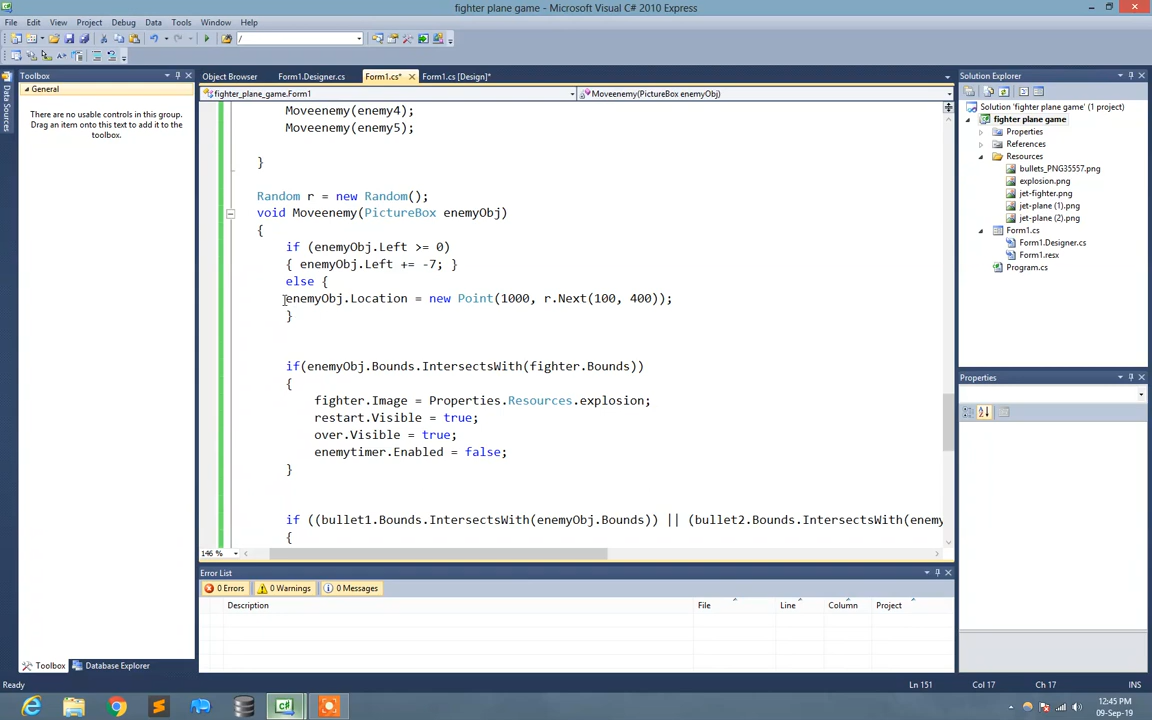 fighter plane game - Microsoft Visual C# 2010 Express
File Edit View Project Debug Data Tools Window Help
/
Toolbox
General
There are no usable controls in this group.
Drag an item onto this text to add it to the
toolbox.
Data Sources
Toolbox Database Explorer
Object Browser Form1.Designer.cs Form1.cs* Form1.cs [Design]*
fighter_plane_game.Form1 Moveenemy(PictureBox enemyObj)
Moveenemy(enemy4);
Moveenemy(enemy5);
}
Random r = new Random();
void Moveenemy(PictureBox enemyObj)
{
if (enemyObj.Left >= 0)
{ enemyObj.Left += -7; }
else {
enemyObj.Location = new Point(1000, r.Next(100, 400));
}
if(enemyObj.Bounds.IntersectsWith(fighter.Bounds))
{
fighter.Image = Properties.Resources.explosion;
restart.Visible = true;
over.Visible = true;
enemytimer.Enabled = false;
}
if ((bullet1.Bounds.IntersectsWith(enemyObj.Bounds)) || (bullet2.Bounds.IntersectsWith(enemy
{
146 %
Error List
0 Errors 0 Warnings 0 Messages
Description File Line Column Project
Solution Explorer
Solution 'fighter plane game' (1 project)
fighter plane game
Properties
References
Resources
bullets_PNG35557.png
explosion.png
jet-fighter.png
jet-plane (1).png
jet-plane (2).png
Form1.cs
Form1.Designer.cs
Form1.resx
Program.cs
Properties
Ready Ln 151 Col 17 Ch 17 INS
12:45 PM
09-Sep-19